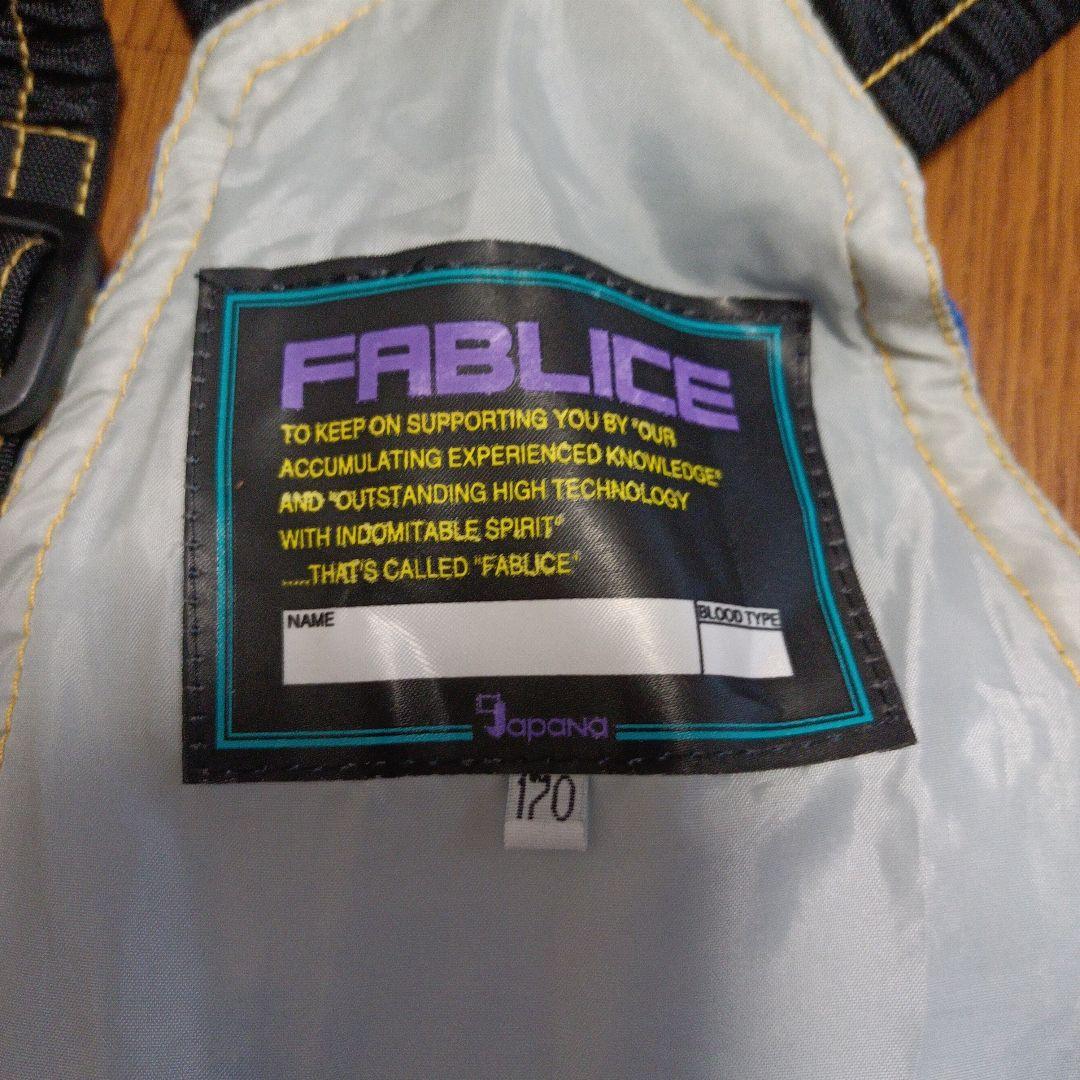 FABLICE
TO KEEP ON SUPPORTING YOU BY "OUR
ACCUMULATING EXPERIENCED KNOWLEDGE"
AND "OUTSTANDING HIGH TECHNOLOGY
WITH INDOMITABLE SPIRIT"
.....THAT'S CALLED "FABLICE"
NAME
BLOOD TYPE
Japana
170